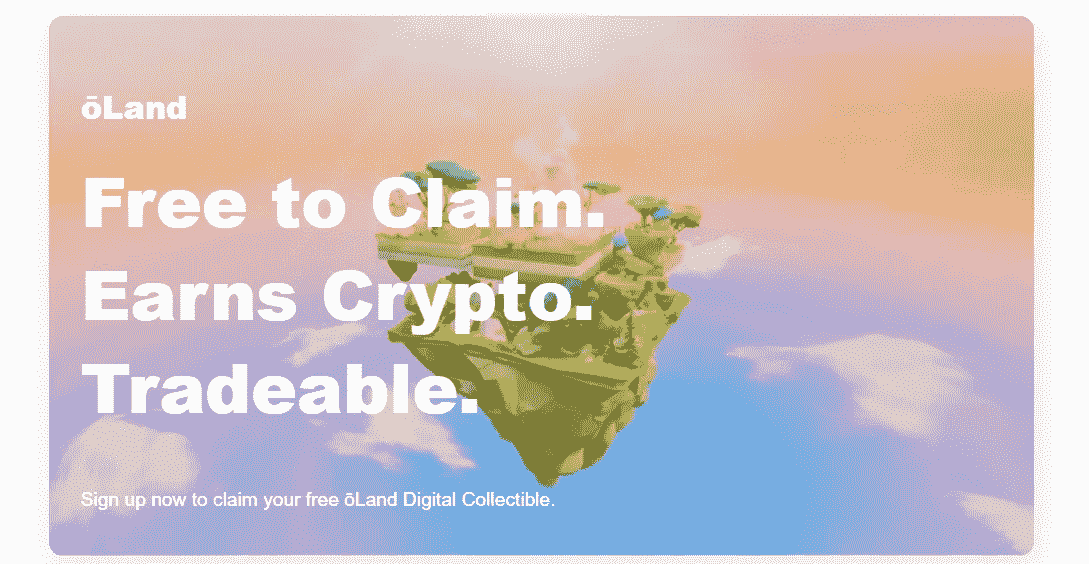 ōLand
Free to Claim.
Earns Crypto.
Tradeable.
Sign up now to claim your free ōLand Digital Collectible.